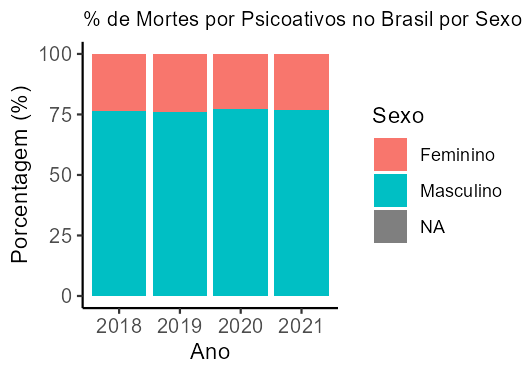 % de Mortes por Psicoativos no Brasil por Sexo
Porcentagem (%)
100
75
50
25
0
2018 2019 2020 2021
Ano
Sexo
Feminino
Masculino
NA